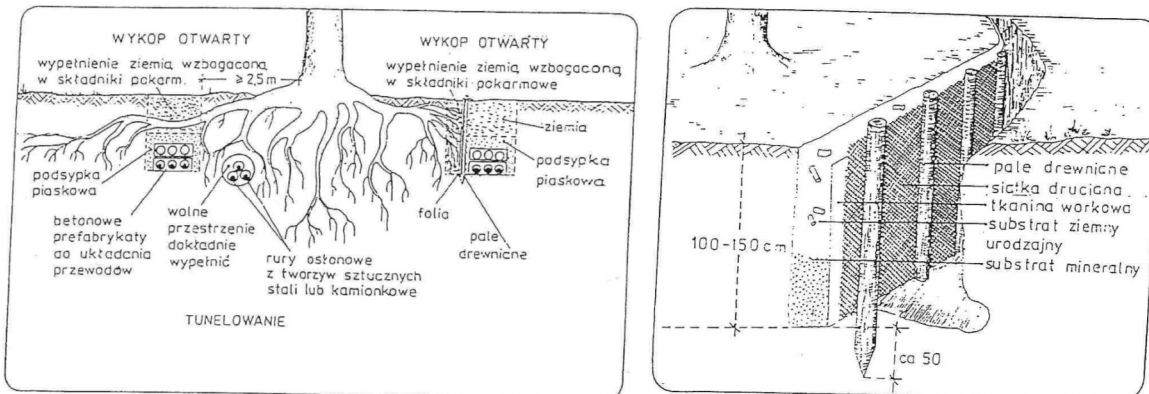 WYKOP OTWARTY
wypełnienie ziemią wzbogaconą
w składniki pokarm.
≥ 2,5 m
WYKOP OTWARTY
wypełnienie ziemią wzbogaconą
w składniki pokarmowe
ziemia
podsypka
piaskowa
folia
pale
drewniane
podsypka
piaskowa
betonowe
prefabrykaty
do układania
przewodów
wolne
przestrzenie
dokładnie
wypełnić
rury osłonowe
z tworzyw sztucznych
stali lub kamionkowe
TUNELOWANIE
pale drewniane
siatka druciana
tkanina workowa
substrat ziemny
urodzajny
substrat mineralny
100-150 cm
ca 50